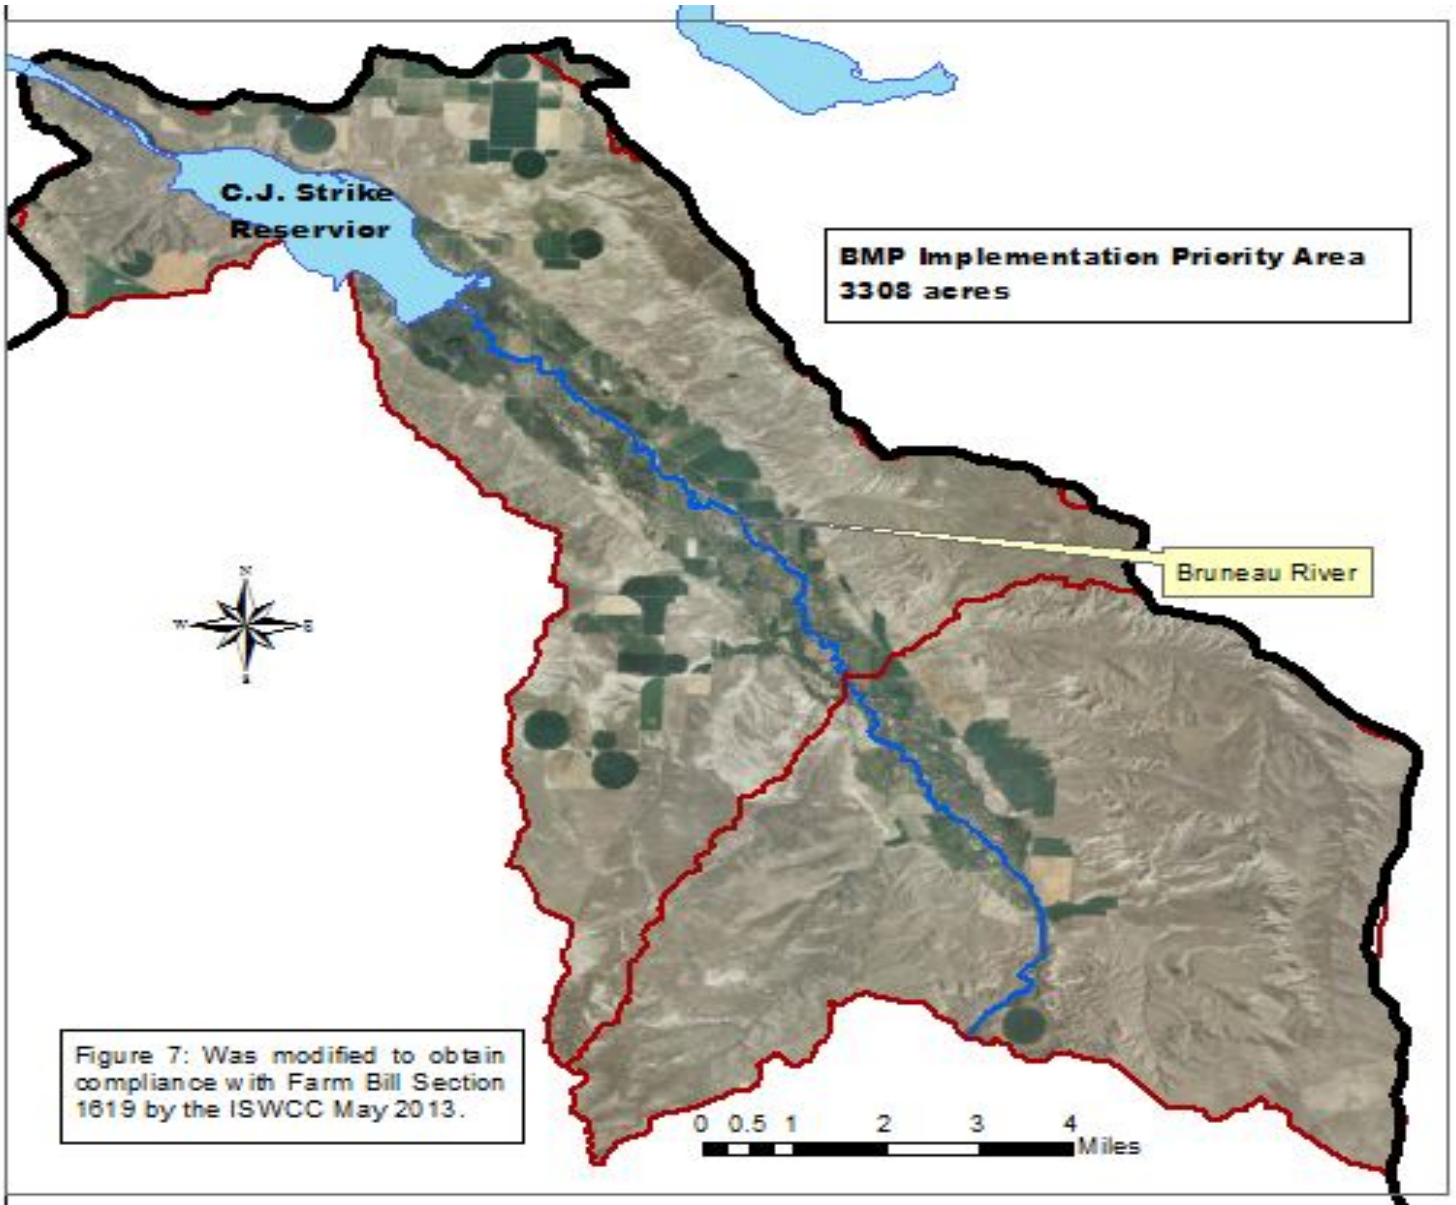 C.J. Strike
Reservior
BMP Implementation Priority Area
3308 acres
Bruneau River
N
W
E
S
Figure 7: Was modified to obtain
compliance with Farm Bill Section
1619 by the ISWCC May 2013.
0 0.5 1 2 3 4
Miles